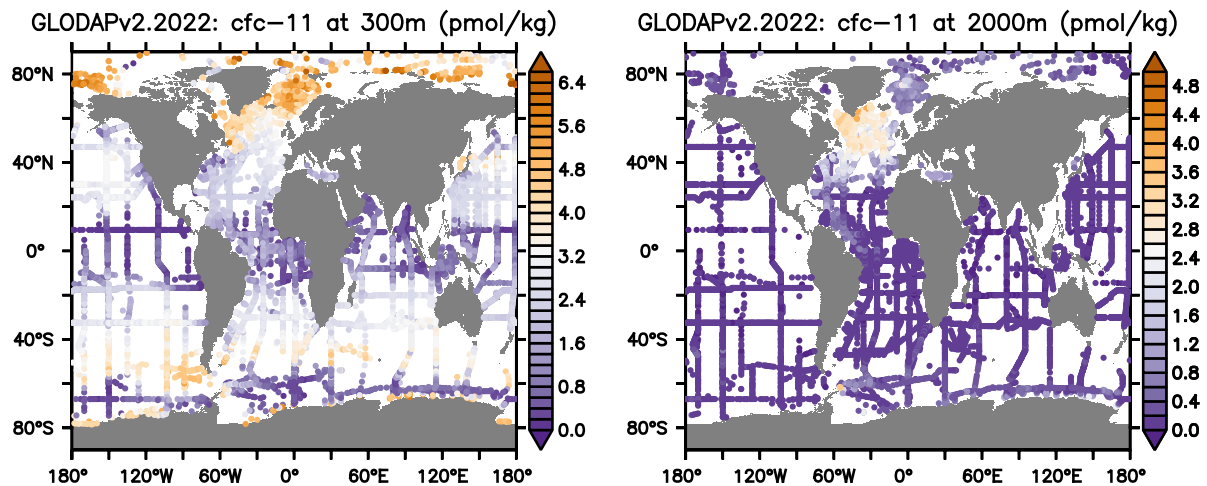 GLODAPv2.2022: cfc-11 at 300m (pmol/kg)
80°N
40°N
0°
40°S
80°S
180° 120°W 60°W 0° 60°E 120°E 180°
6.4
5.6
4.8
4.0
3.2
2.4
1.6
0.8
0.0
GLODAPv2.2022: cfc-11 at 2000m (pmol/kg)
80°N
40°N
0°
40°S
80°S
180° 120°W 60°W 0° 60°E 120°E 180°
4.8
4.4
4.0
3.6
3.2
2.8
2.4
2.0
1.6
1.2
0.8
0.4
0.0